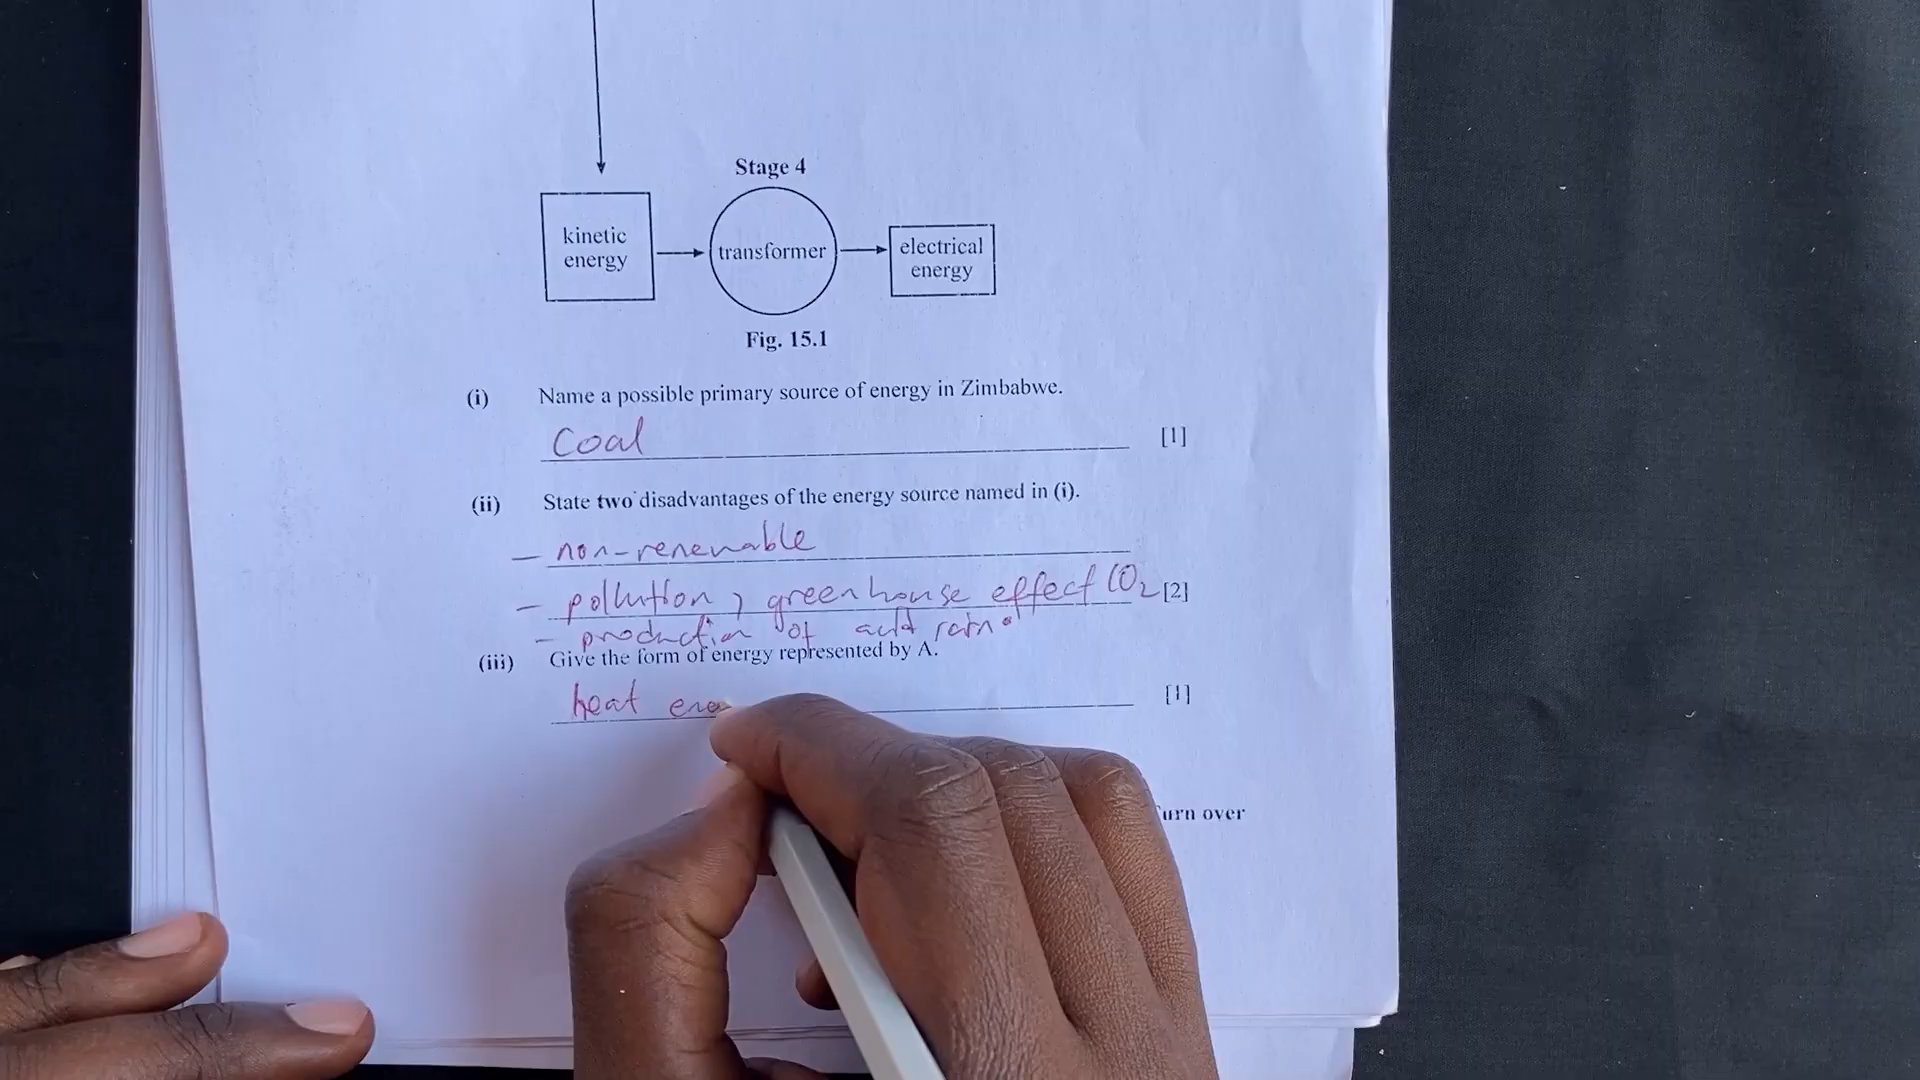 Stage 4
kinetic
energy
transformer
electrical
energy
Fig. 15.1
(i) Name a possible primary source of energy in Zimbabwe.
Coal [1]
(ii) State two disadvantages of the energy source named in (i).
- non-renewable
- pollution, greenhouse effect CO2 [2]
- production of acid rain
(iii) Give the form of energy represented by A.
heat ene [1]
urn over